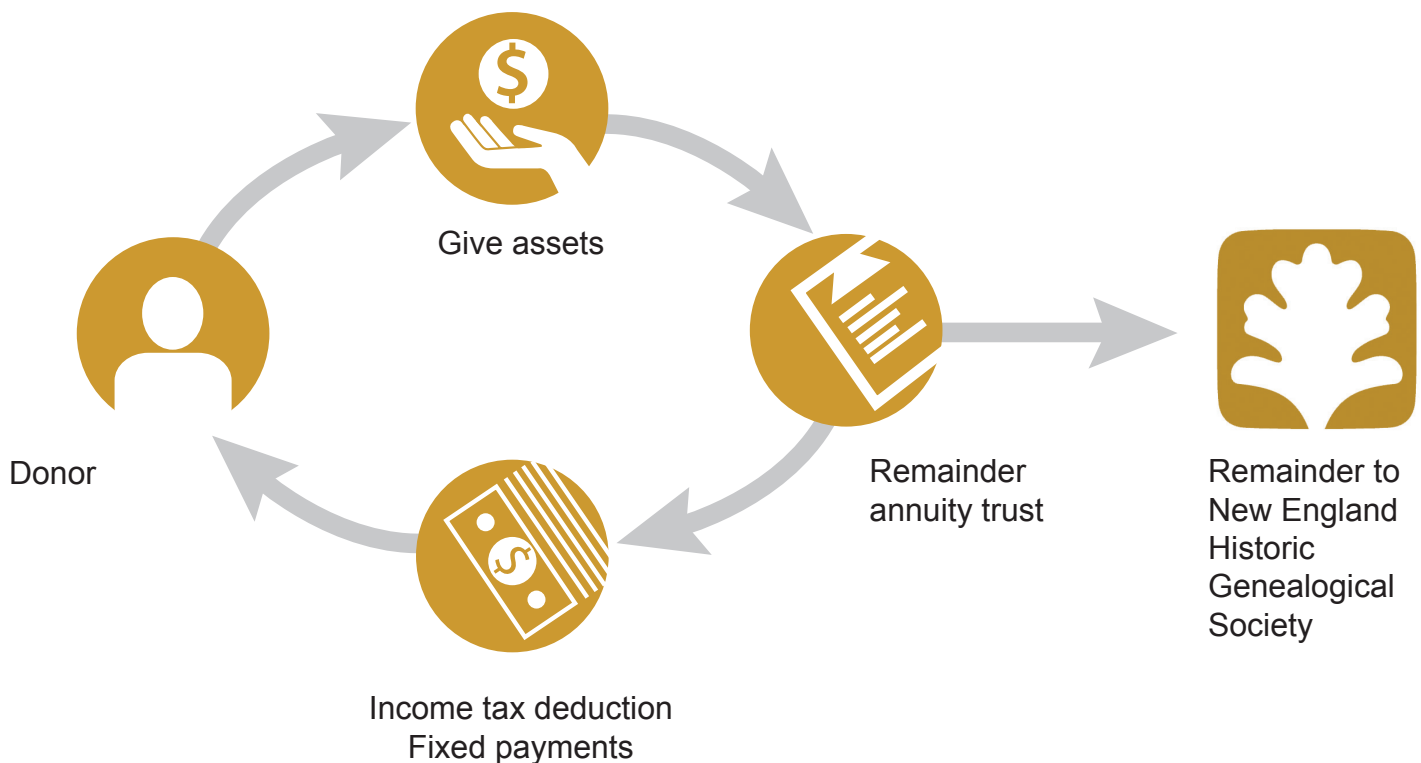 $
Give assets
Donor
Remainder
annuity trust
Remainder to
New England
Historic
Genealogical
Society
$
Income tax deduction
Fixed payments